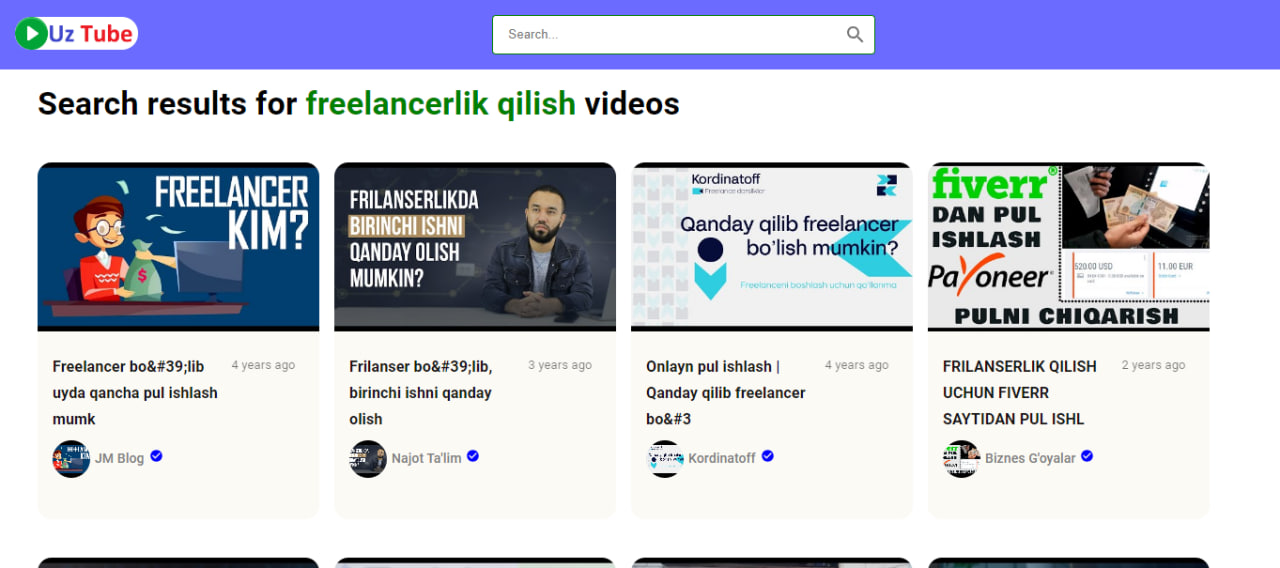 Uz Tube
Search...
Search results for freelancerlik qilish videos
FREELANCER
KIM?
$
FRILANSERLIKDA
BIRINCHI ISHNI
QANDAY OLISH
MUMKIN?
Kordinatoff
Freelance darsliklar
Qanday qilib freelancer
bo'lish mumkin?
Freelanceni boshlash uchun qo'llanma
fiverr®
DAN PUL
ISHLASH
Payoneer
520.00 USD
11.00 EUR
PULNI CHIQARISH
Freelancer bo&#39;lib
uyda qancha pul ishlash
mumk
4 years ago
JM Blog
Frilanser bo&#39;lib,
birinchi ishni qanday
olish
3 years ago
Najot Ta'lim
Onlayn pul ishlash |
Qanday qilib freelancer
bo&#3
4 years ago
Kordinatoff
FRILANSERLIK QILISH
UCHUN FIVERR
SAYTIDAN PUL ISHL
2 years ago
Biznes G'oyalar